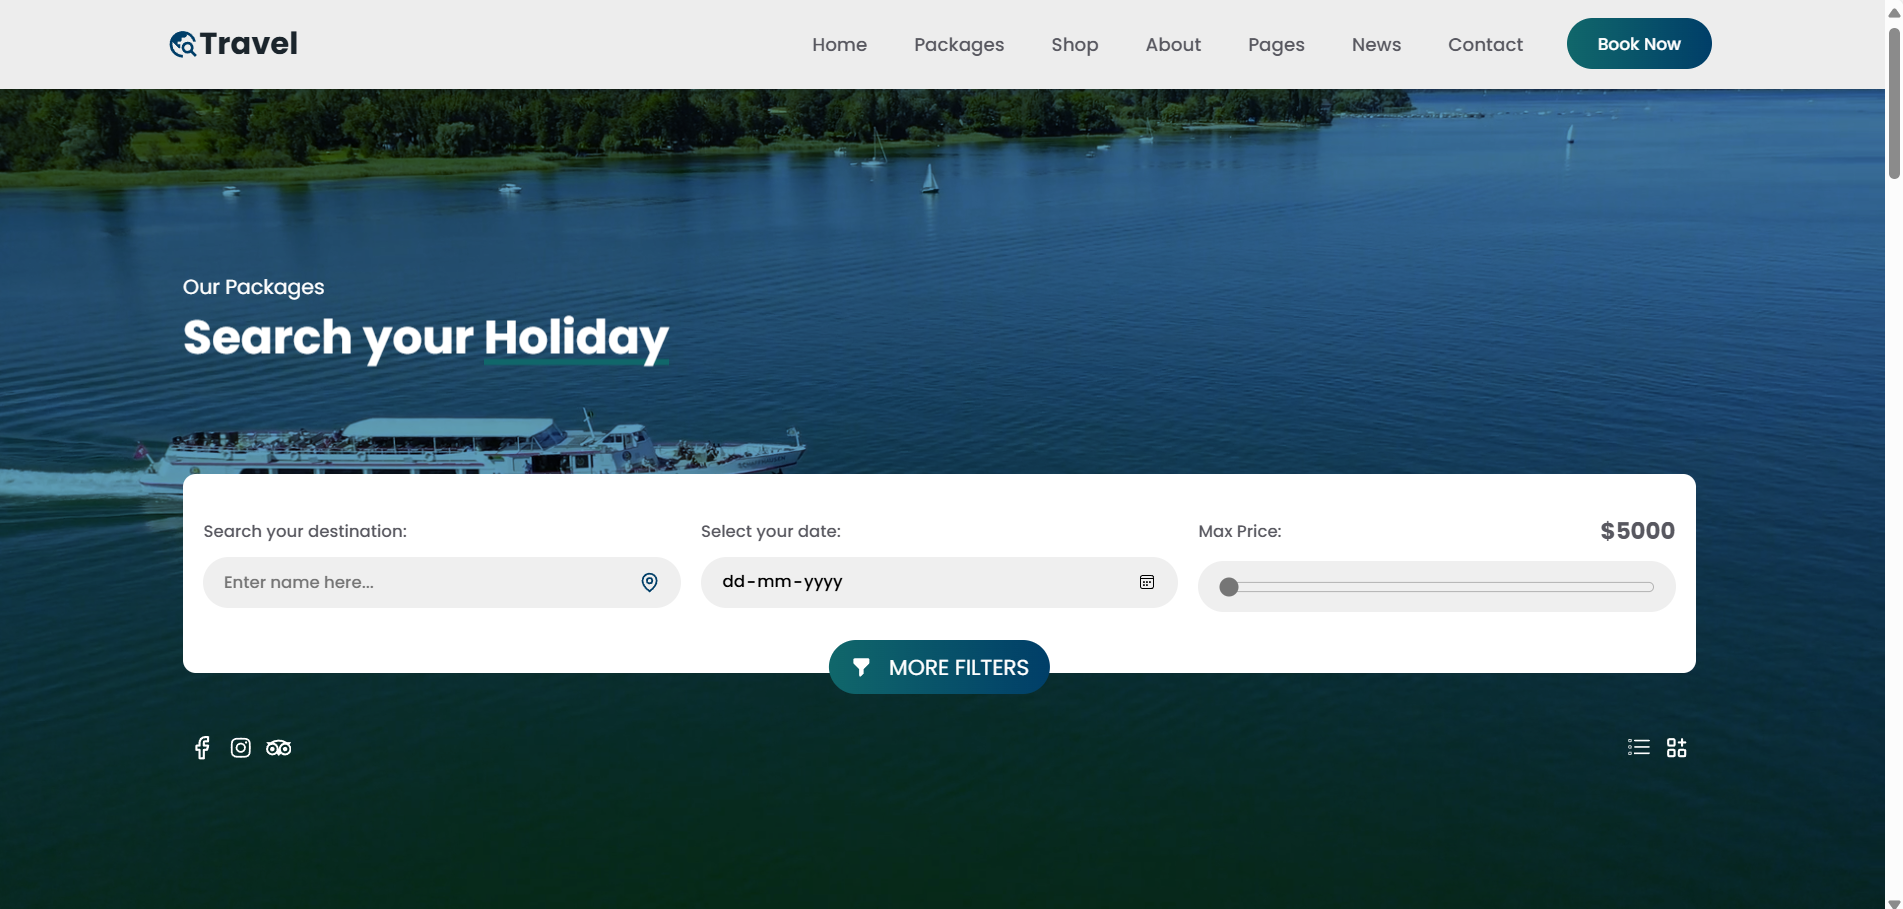 Travel
Home Packages Shop About Pages News Contact Book Now
Our Packages
Search your Holiday
Search your destination: Select your date: Max Price: $5000
Enter name here... dd-mm-yyyy
MORE FILTERS